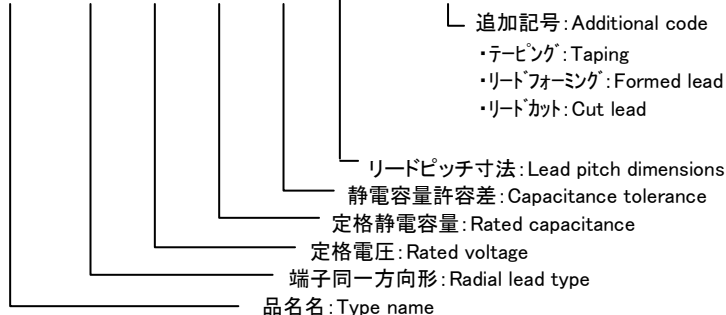 追加記号:Additional code
・テーピング:Taping
・リードフォーミング:Formed lead
・リードカット:Cut lead
リードピッチ寸法:Lead pitch dimensions
静電容量許容差:Capacitance tolerance
定格静電容量:Rated capacitance
定格電圧:Rated voltage
端子同一方向形:Radial lead type
品名名:Type name